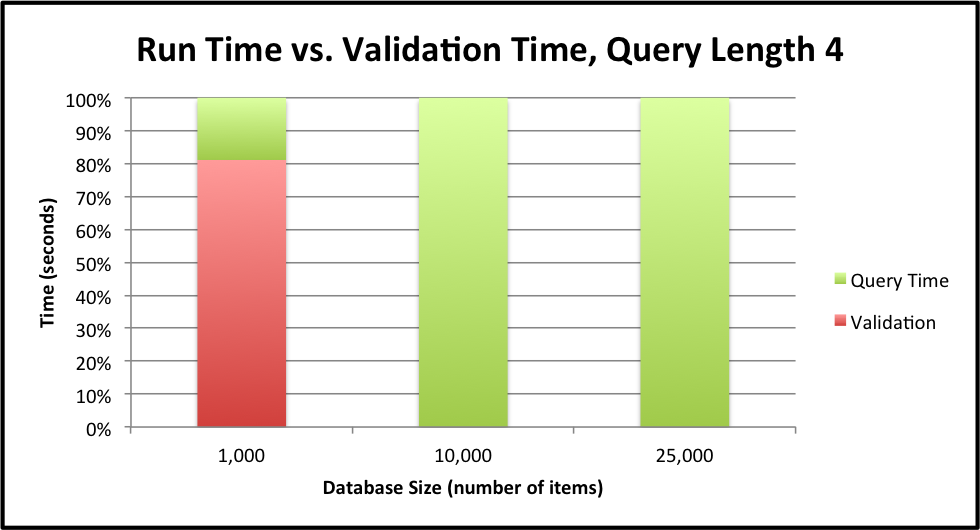 Run Time vs. Validation Time, Query Length 4
100%
90%
80%
70%
60%
50%
40%
30%
20%
10%
0%
Time (seconds)
1,000
10,000
25,000
Database Size (number of items)
Query Time
Validation